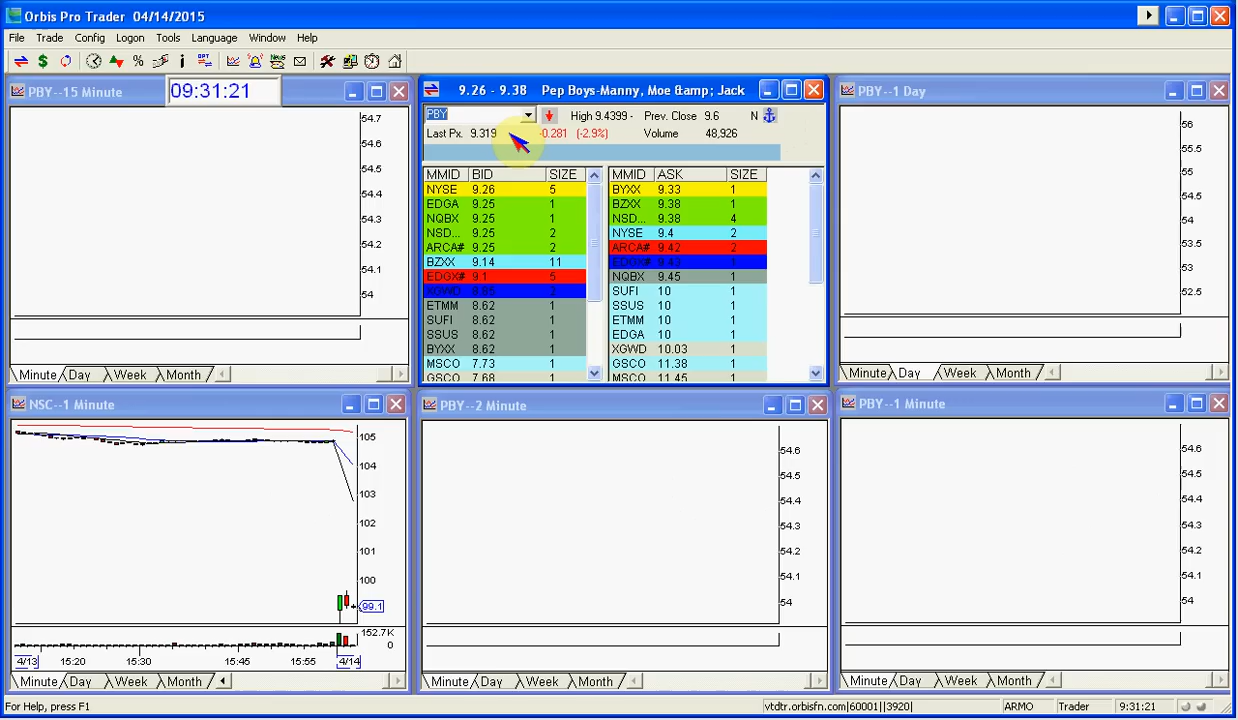 Orbis Pro Trader 04/14/2015
File Trade Config Logon Tools Language Window Help
PBY--15 Minute
09:31:21
54.7
54.6
54.5
54.4
54.3
54.2
54.1
54
Minute Day Week Month
9.26 - 9.38 Pep Boys-Manny, Moe &amp; Jack
PBY High 9.4399 - Prev. Close 9.6 N
Last Px. 9.319 -0.281 (-2.9%) Volume 48,926
MMID BID SIZE MMID ASK SIZE
NYSE 9.26 5 BYXX 9.33 1
EDGA 9.25 1 BZXX 9.38 1
NQBX 9.25 1 NSD... 9.38 4
NSD... 9.25 2 NYSE 9.4 2
ARCA# 9.25 2 ARCA# 9.42 2
BZXX 9.14 11 EDGX# 9.43 1
EDGX# 9.1 5 NQBX 9.45 1
XGWD 8.85 2 SUFI 10 1
ETMM 8.62 1 SSUS 10 1
SUFI 8.62 1 ETMM 10 1
SSUS 8.62 1 EDGA 10 1
BYXX 8.62 1 XGWD 10.03 1
MSCO 7.73 1 GSCO 11.38 1
GSCO 7.68 1 MSCO 11.45 1
PBY--1 Day
56
55.5
55
54.5
54
53.5
53
52.5
Minute Day Week Month
NSC--1 Minute
105
104
103
102
101
100
99.1
152.7K
0
4/13 15:20 15:30 15:45 15:55 4/14
Minute Day Week Month
PBY--2 Minute
54.6
54.5
54.4
54.3
54.2
54.1
54
Minute Day Week Month
PBY--1 Minute
54.6
54.5
54.4
54.3
54.2
54.1
54
Minute Day Week Month
For Help, press F1 vtdtr.orbisfn.com|60001||3920| ARMO Trader 9:31:21